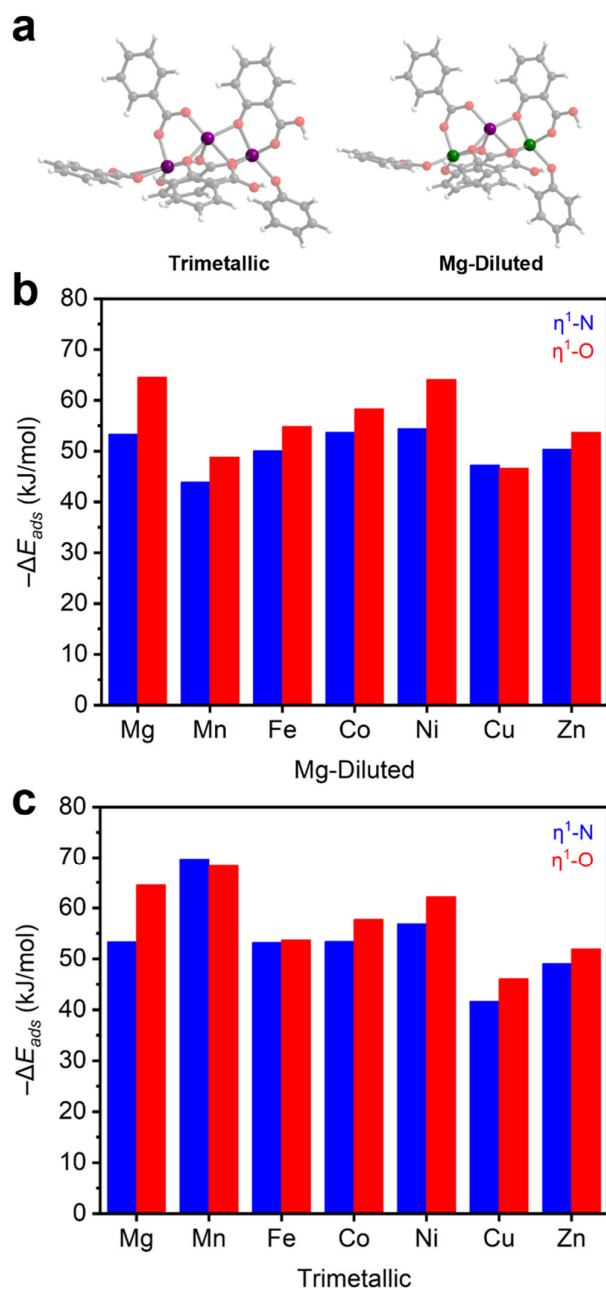 a
Trimetallic Mg-Diluted
b
80
70
60
50
40
30
20
10
0
−ΔE_ads (kJ/mol)
η¹-N
η¹-O
Mg Mn Fe Co Ni Cu Zn
Mg-Diluted
c
80
70
60
50
40
30
20
10
0
−ΔE_ads (kJ/mol)
η¹-N
η¹-O
Mg Mn Fe Co Ni Cu Zn
Trimetallic